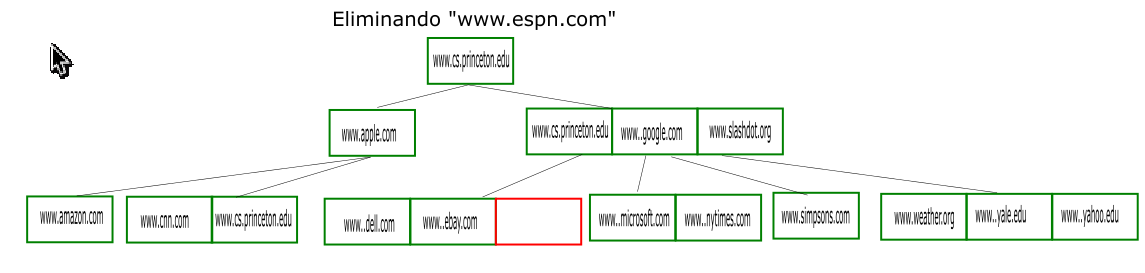 Eliminando "www.espn.com"
www.cs.princeton.edu
www.apple.com
www.cs.princeton.edu www..google.com www.slashdot.org
www.amazon.com www.cnn.com www.cs.princeton.edu www..dell.com www..ebay.com www..microsoft.com www..nytimes.com www.simpsons.com www.weather.org www..yale.edu www..yahoo.edu